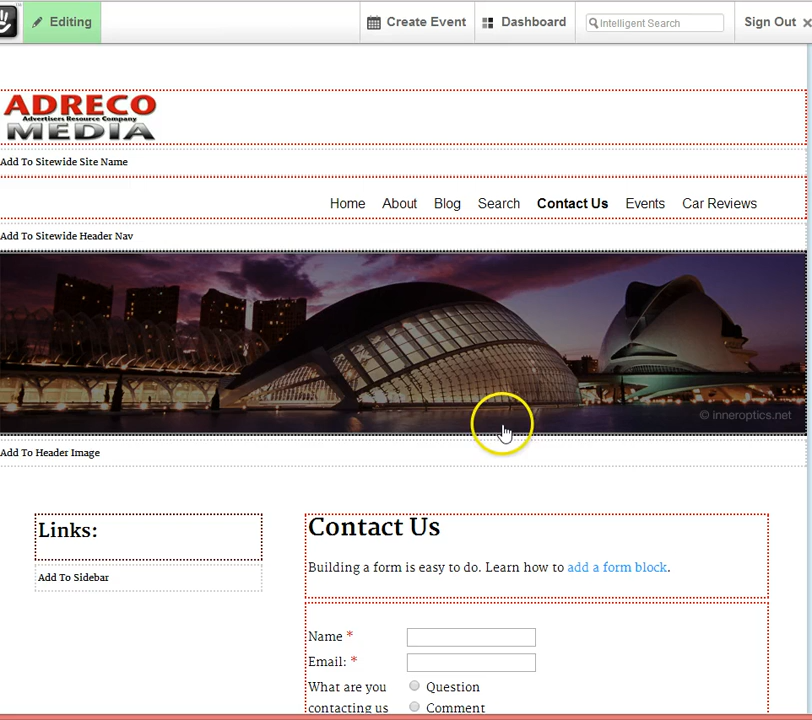 Editing
Create Event
Dashboard
Intelligent Search
Sign Out
ADRECO
Advertisers Resource Company
MEDIA
Add To Sitewide Site Name
Home About Blog Search Contact Us Events Car Reviews
Add To Sitewide Header Nav
© inneroptics.net
Add To Header Image
Links:
Add To Sidebar
Contact Us
Building a form is easy to do. Learn how to add a form block.
Name *
Email: *
What are you
contacting us
Question
Comment